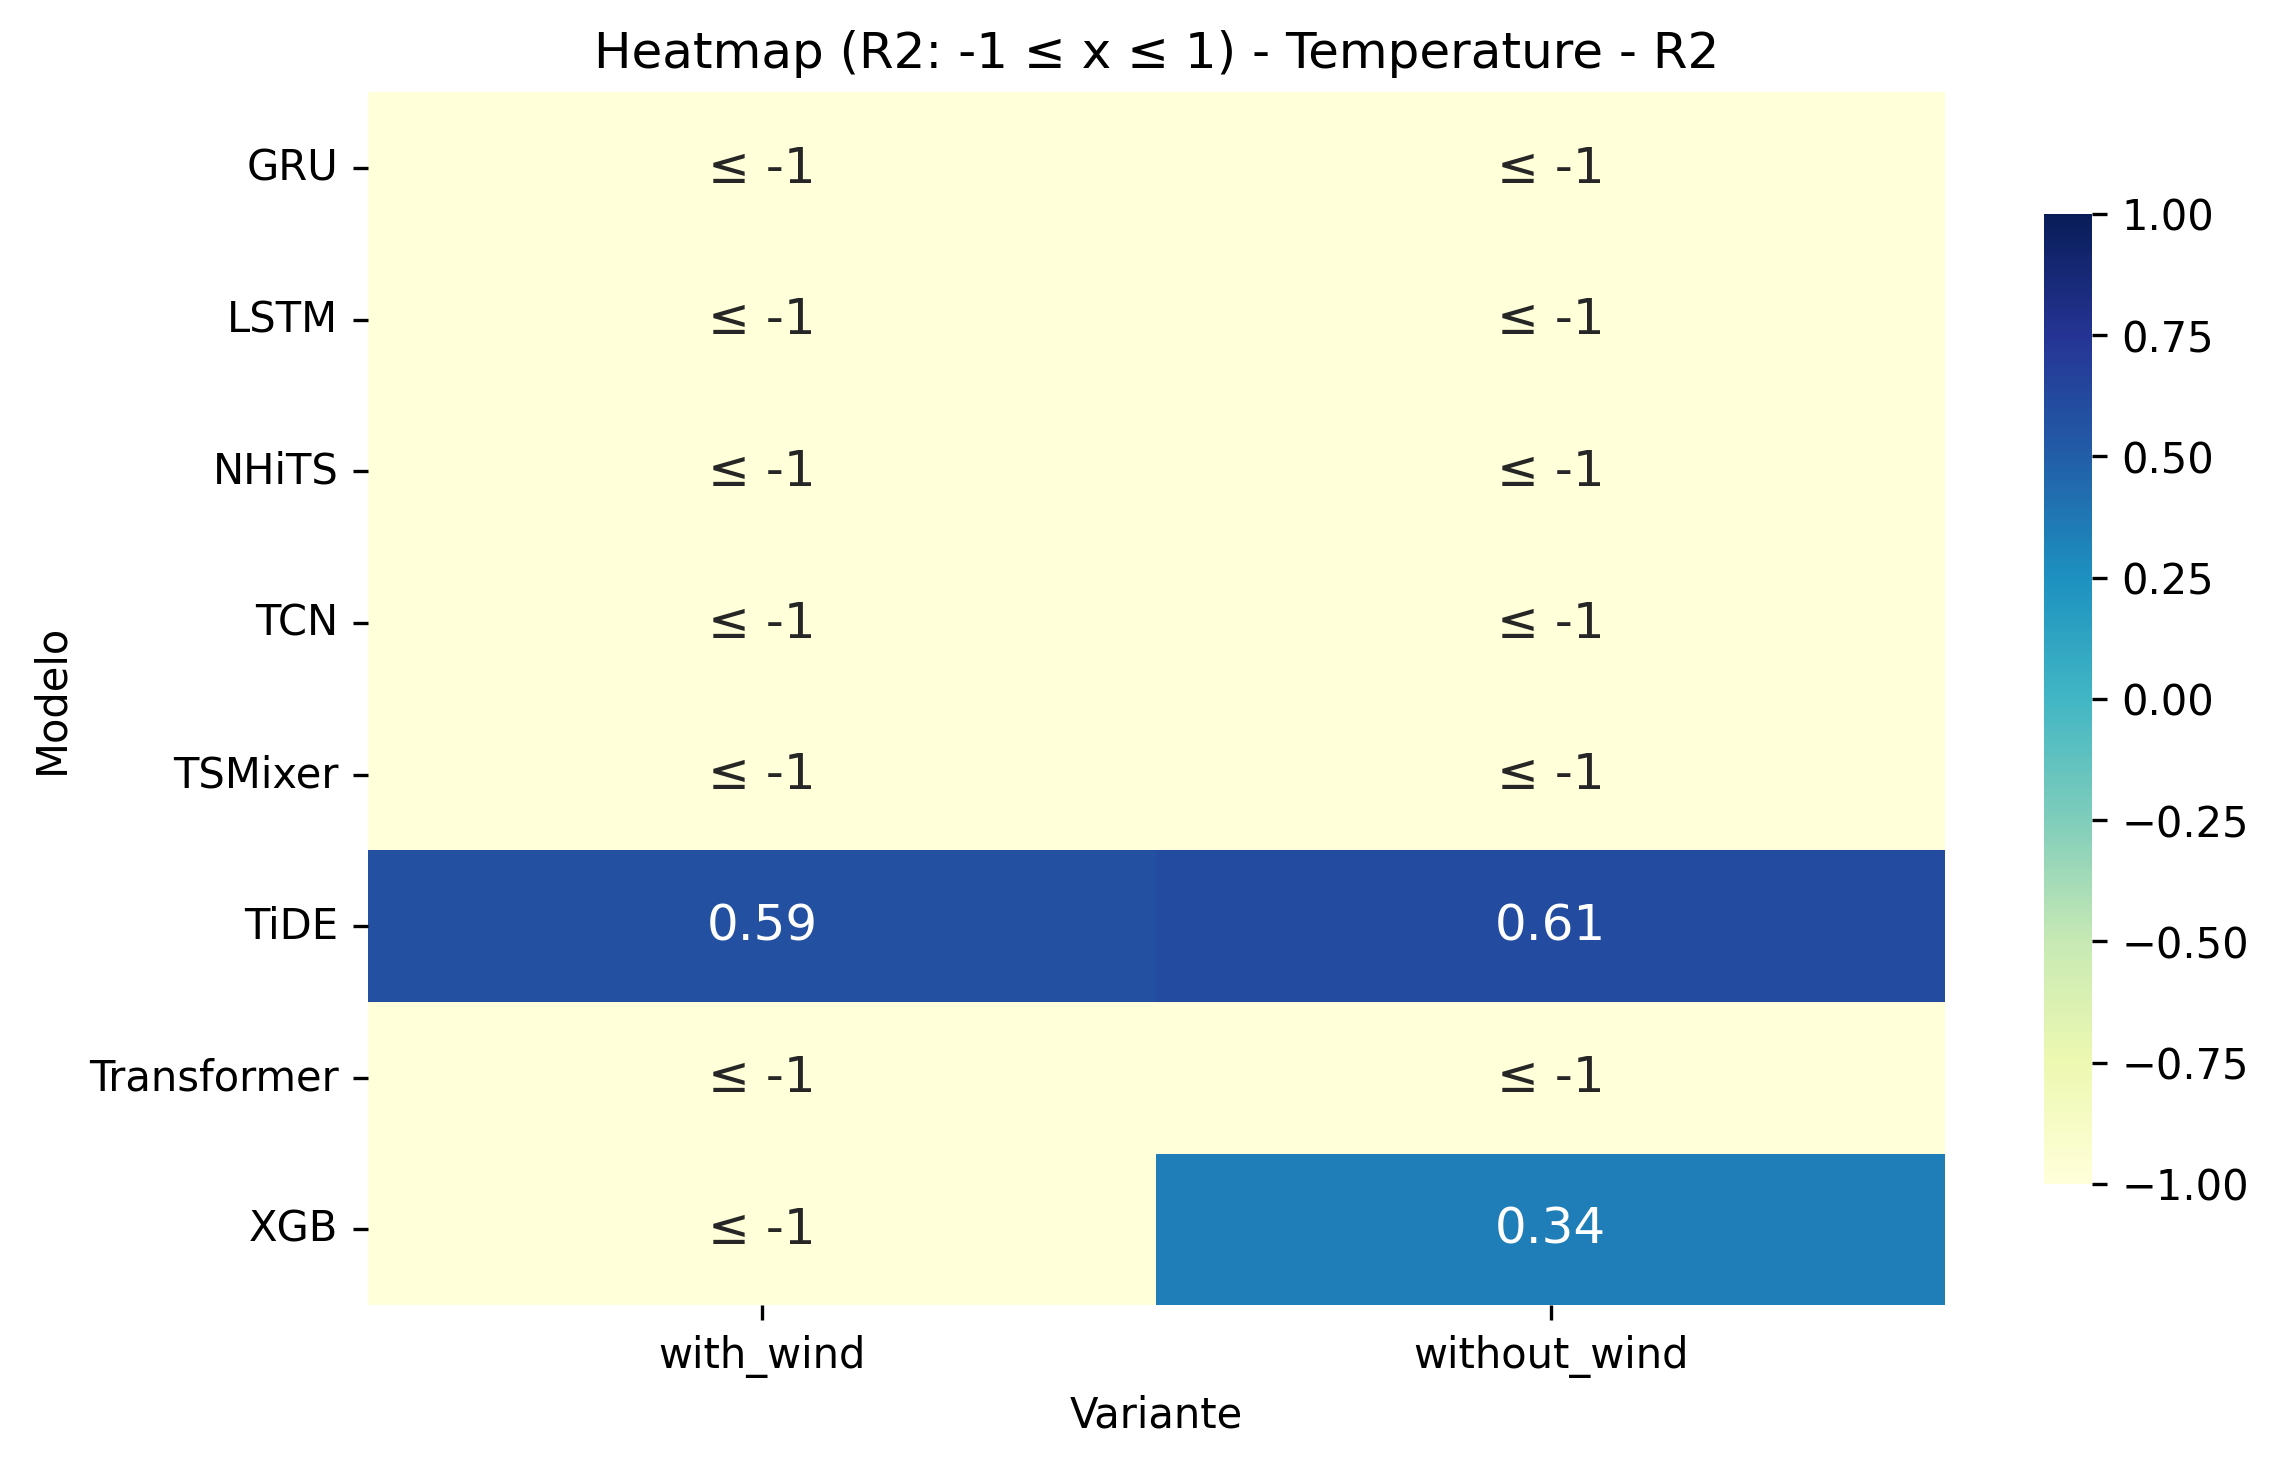 Heatmap (R2: -1 ≤ x ≤ 1) - Temperature - R2
Modelo
GRU ≤ -1 ≤ -1
LSTM ≤ -1 ≤ -1
NHiTS ≤ -1 ≤ -1
TCN ≤ -1 ≤ -1
TSMixer ≤ -1 ≤ -1
TiDE 0.59 0.61
Transformer ≤ -1 ≤ -1
XGB ≤ -1 0.34
with_wind without_wind
Variante
1.00
0.75
0.50
0.25
0.00
−0.25
−0.50
−0.75
−1.00